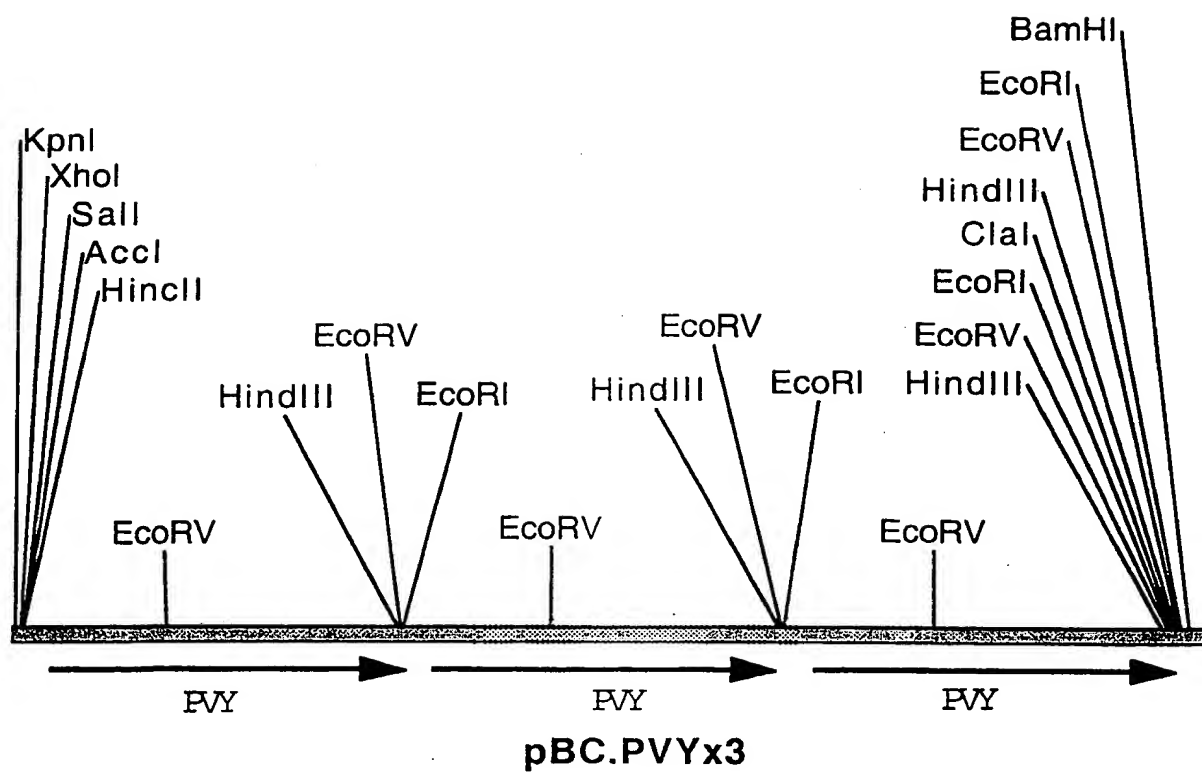 BamHI
EcoRI
KpnI
EcoRV
XhoI
HindIII
SalI
ClaI
AccI
EcoRI
HincII
EcoRV
EcoRV
EcoRV
HindIII
EcoRI
HindIII
EcoRI
HindIII
EcoRV
EcoRV
EcoRV
PVY
PVY
PVY
pBC.PVYx3